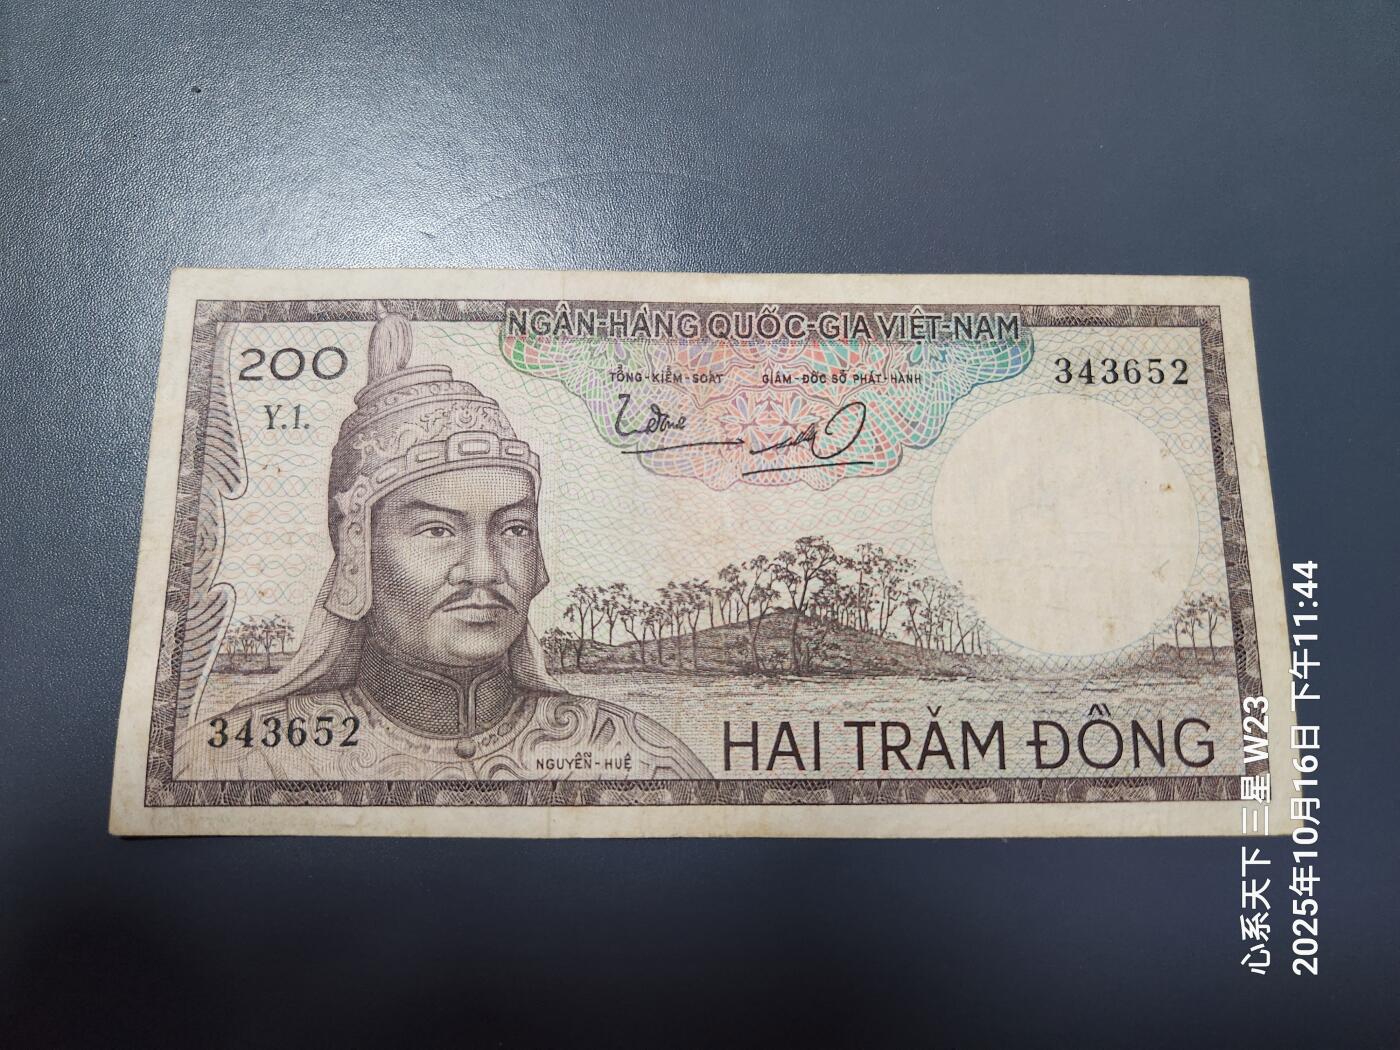 NGÂN-HÀNG QUỐC-GIA VIỆT-NAM
200
343652
TỔNG-KIỂM-SOÁT
GIÁM-ĐỐC SỞ PHÁT-HÀNH
Y.1.
343652
NGUYỄN-HUỆ
HAI TRĂM ĐỒNG
心系天下 三星 W23
2025年10月16日 下午11:44